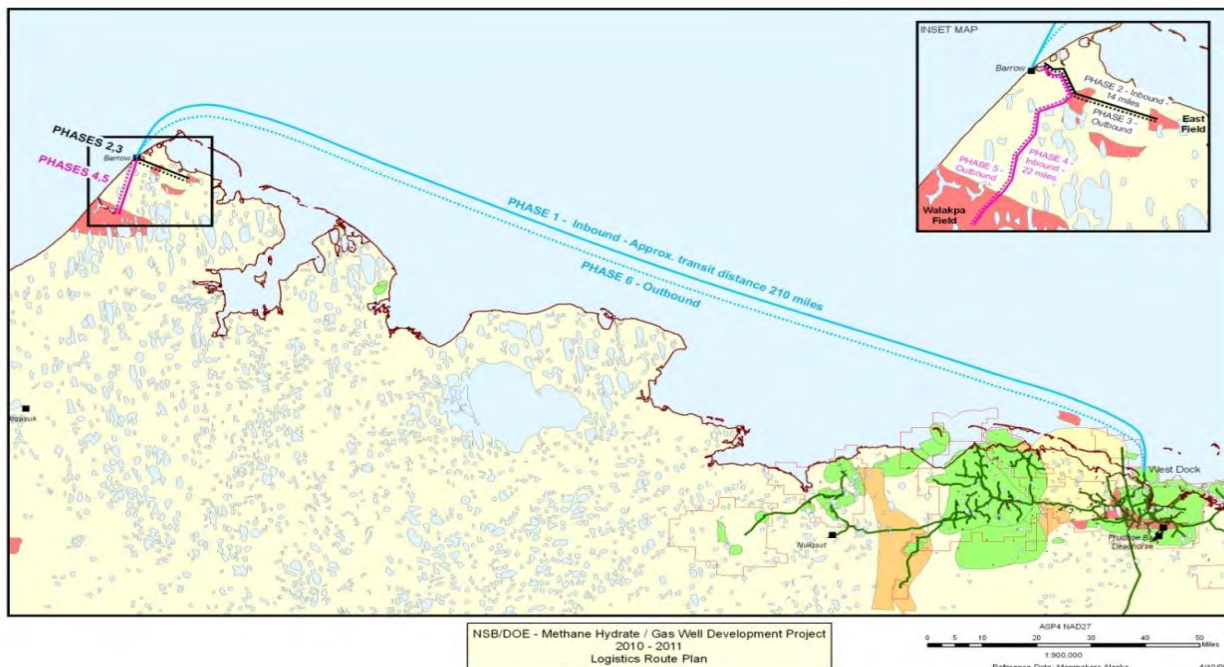 INSET MAP
Barrow
PHASE 2 - Inbound -
14 miles
PHASE 3 -
Outbound
East
Field
PHASE 4 -
Inbound -
22 miles
PHASE 5 -
Outbound
Walakpa
Field
PHASES 2,3
Barrow
PHASES 4,5
PHASE 1 - Inbound - Approx. transit distance 210 miles
PHASE 6 - Outbound
West Dock
Nuiqsut
Prudhoe Bay
Deadhorse
NSB/DOE - Methane Hydrate / Gas Well Development Project
2010 - 2011
Logistics Route Plan
ASP4 NAD27
0 5 10 20 30 40 50
Miles
1:900,000